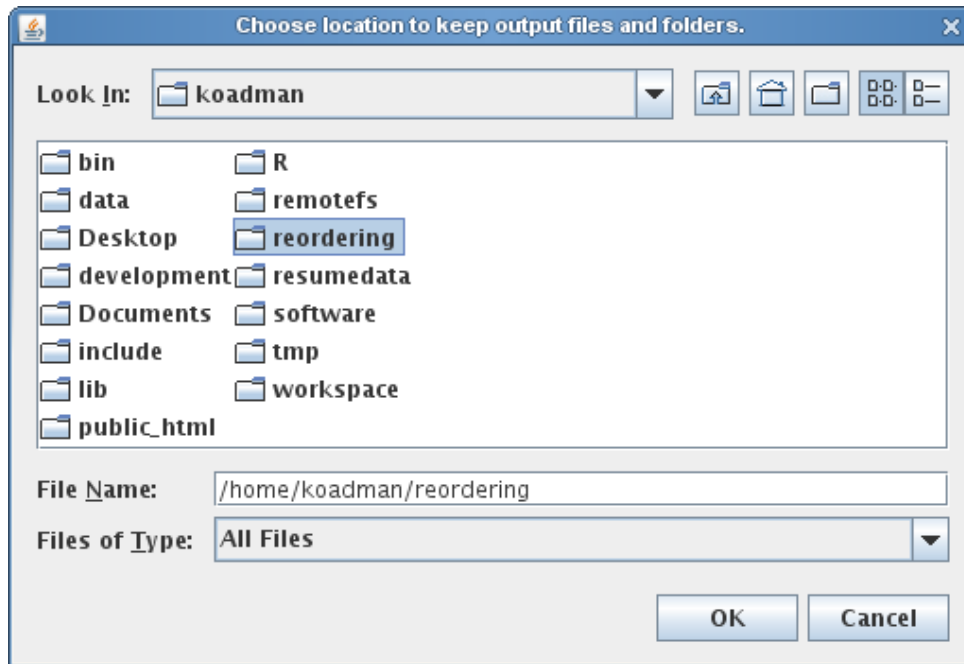 Choose location to keep output files and folders.
Look In: koadman
bin R
data remotefs
Desktop reordering
development resumedata
Documents software
include tmp
lib workspace
public_html
File Name: /home/koadman/reordering
Files of Type: All Files
OK Cancel